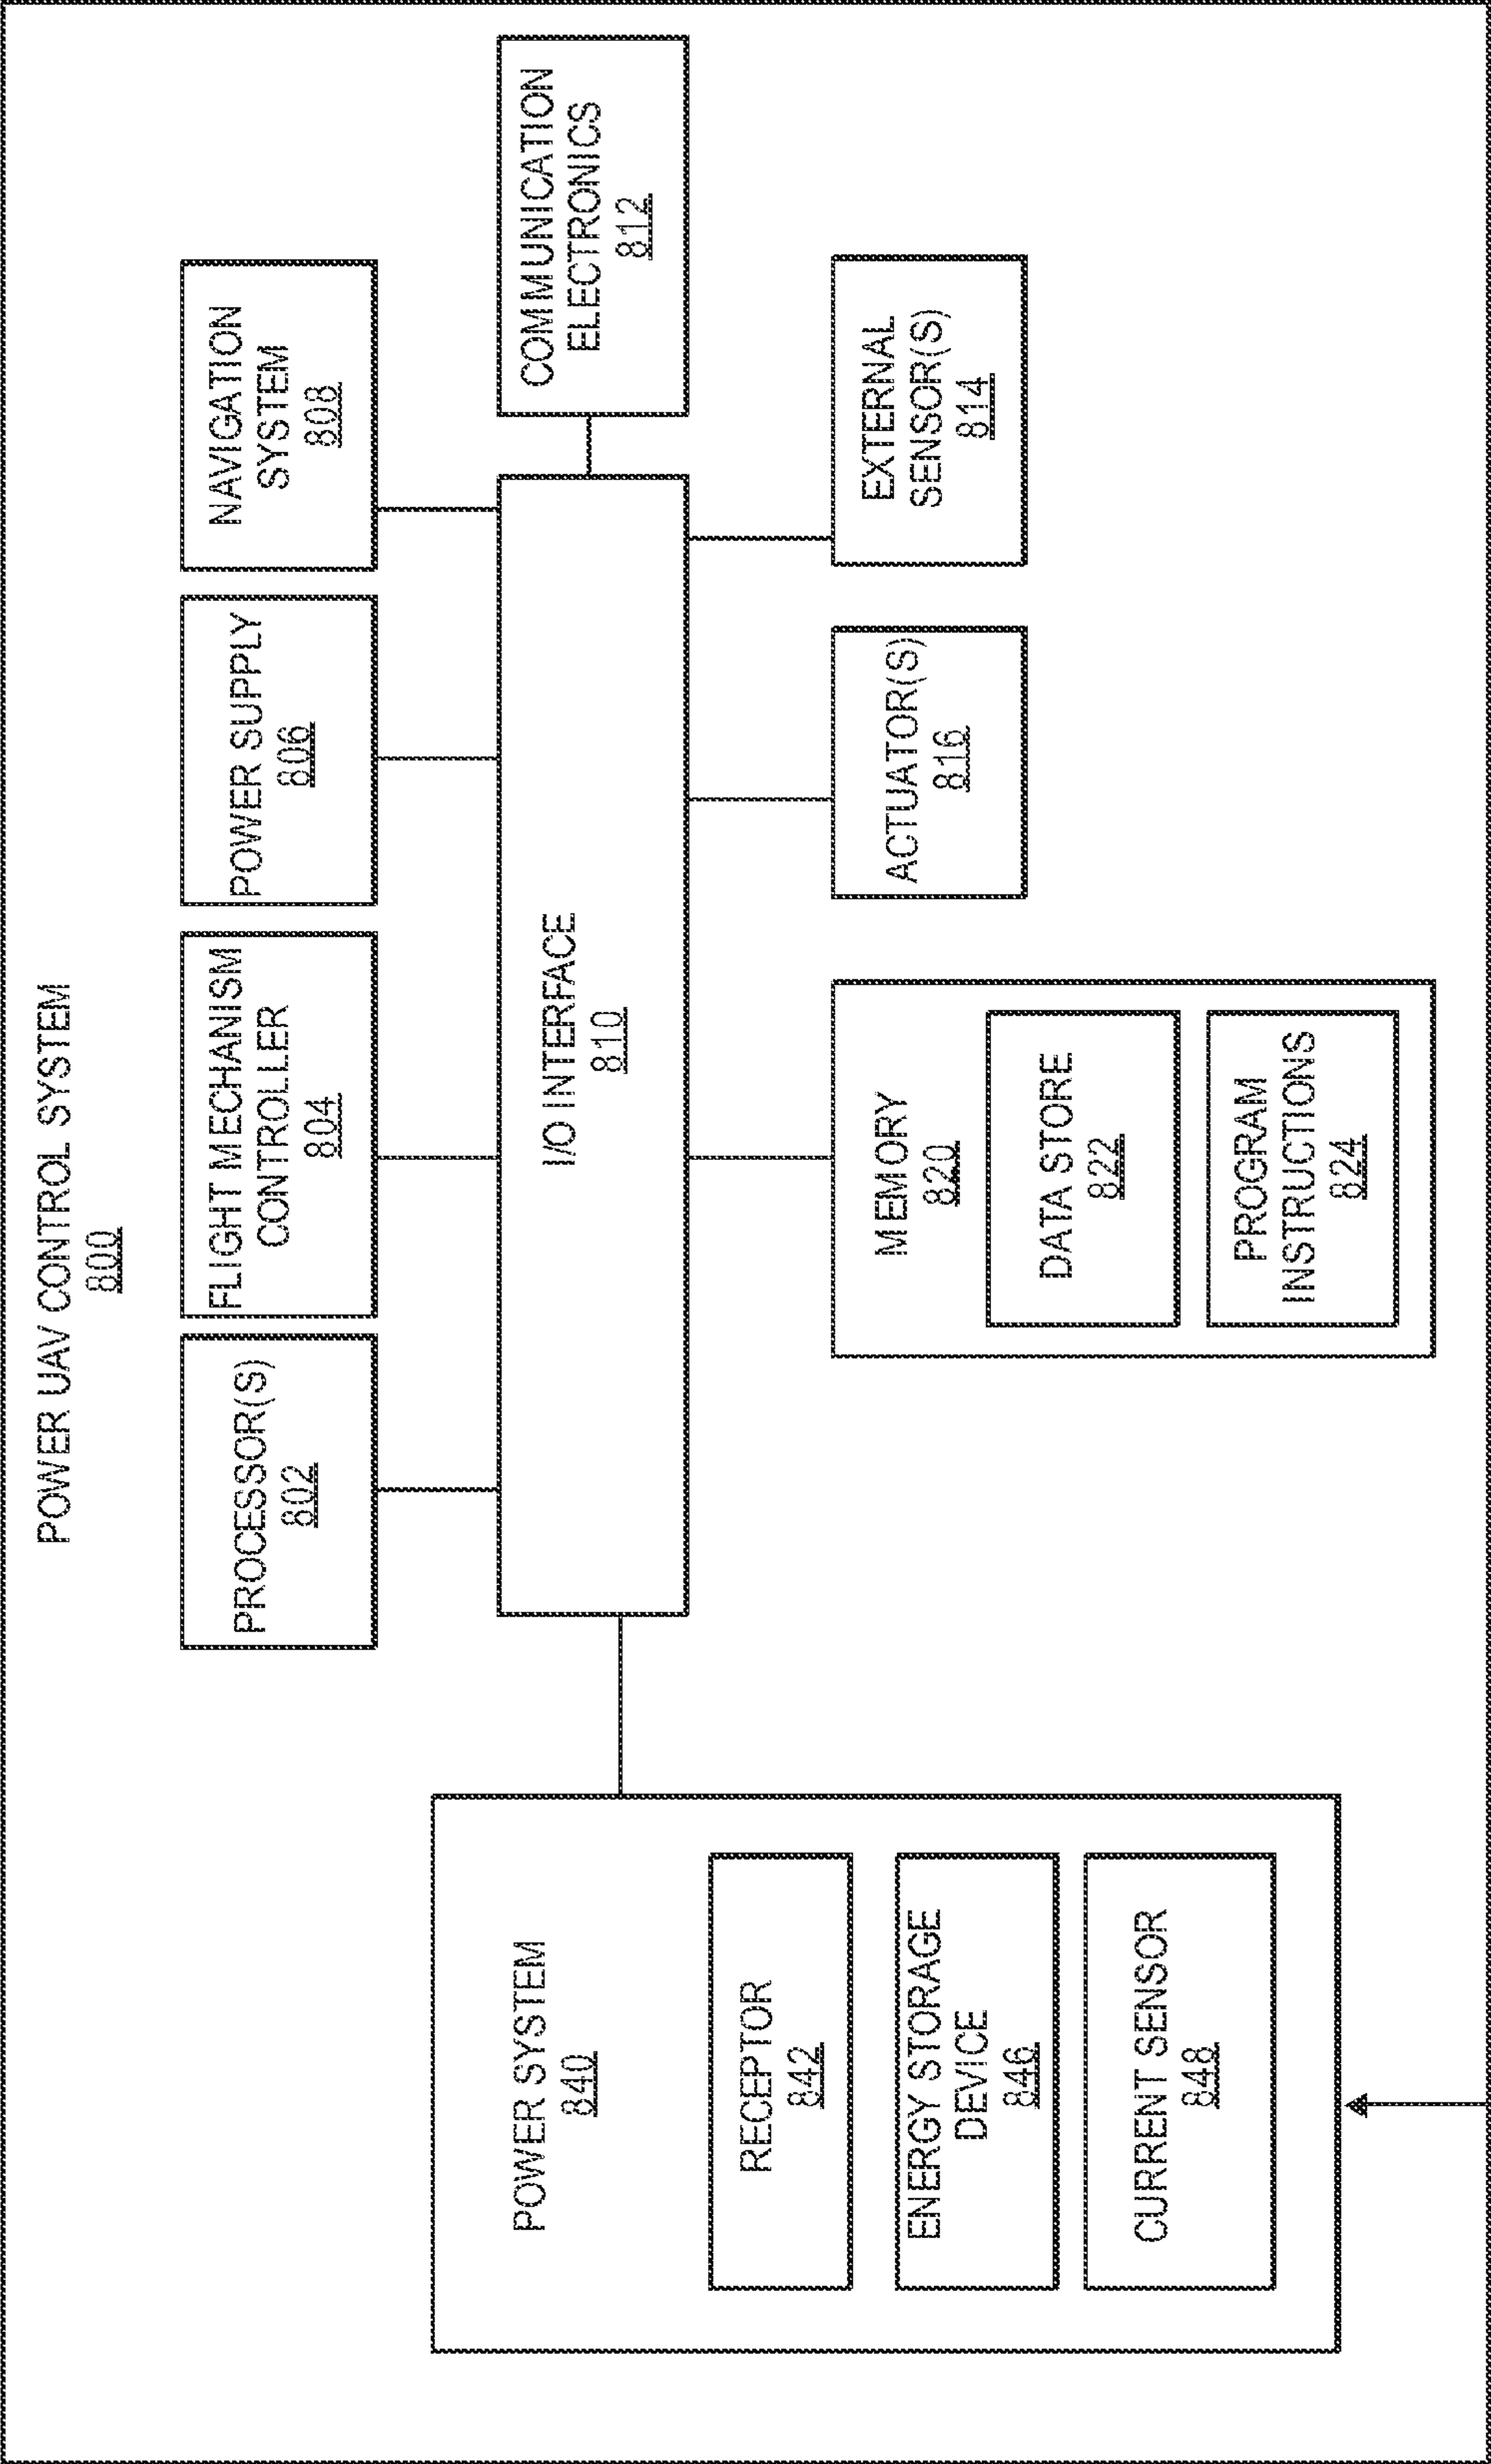 POWER UAV CONTROL SYSTEM
800
PROCESSOR(S)
802
FLIGHT MECHANISM
CONTROLLER
804
POWER SUPPLY
806
NAVIGATION
SYSTEM
808
I/O INTERFACE
810
COMMUNICATION
ELECTRONICS
812
POWER SYSTEM
840
RECEPTOR
842
ENERGY STORAGE
DEVICE
846
CURRENT SENSOR
848
MEMORY
820
DATA STORE
822
PROGRAM
INSTRUCTIONS
824
ACTUATOR(S)
816
EXTERNAL
SENSOR(S)
814